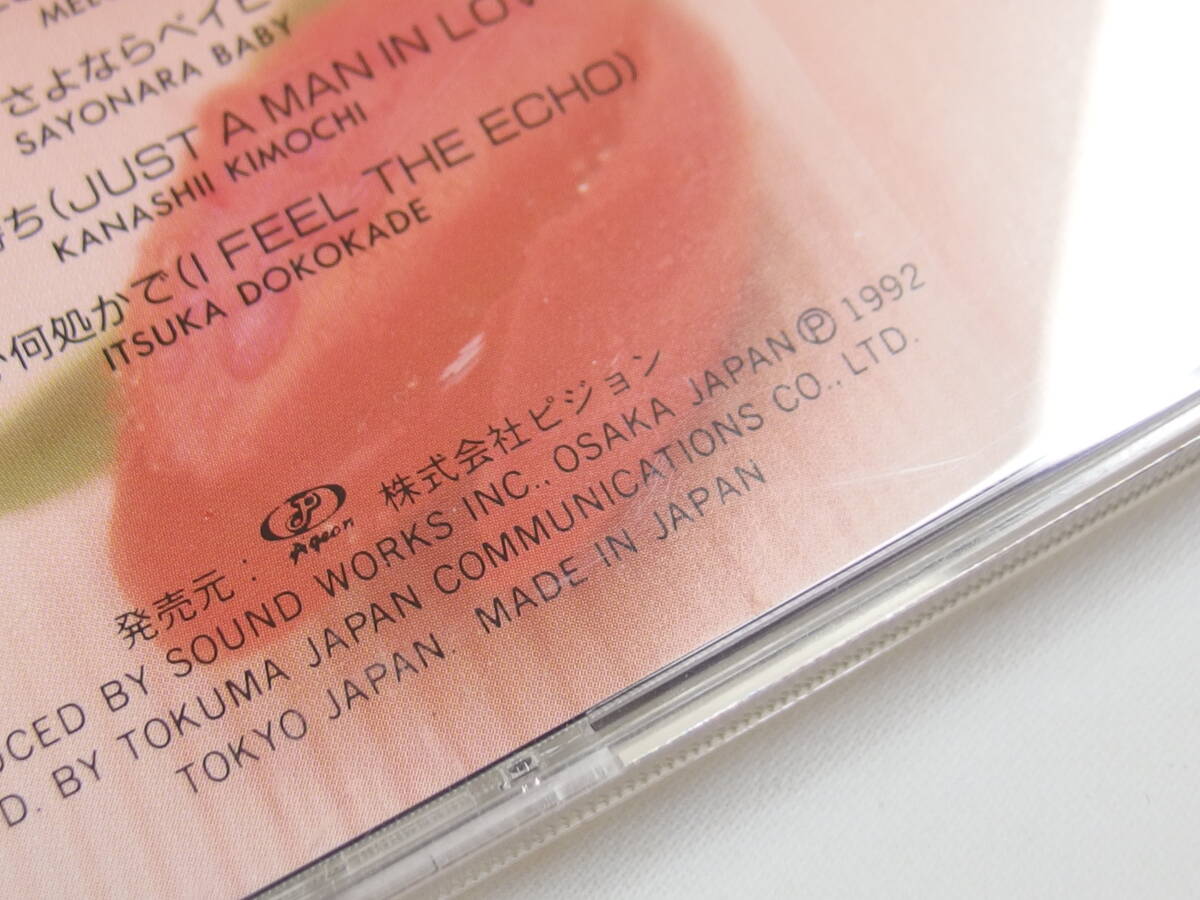 さよならベイビ
SAYONARA BABY
ち(JUST A MAN IN LOV
KANASHII KIMOCHI
何処かで(I FEEL THE ECHO)
ITSUKA DOKOKADE
発売元: Pigeon 株式会社ピジョン
UCED BY SOUND WORKS INC., OSAKA JAPAN Ⓟ 1992
D. BY TOKUMA JAPAN COMMUNICATIONS CO., LTD.
TOKYO JAPAN. MADE IN JAPAN